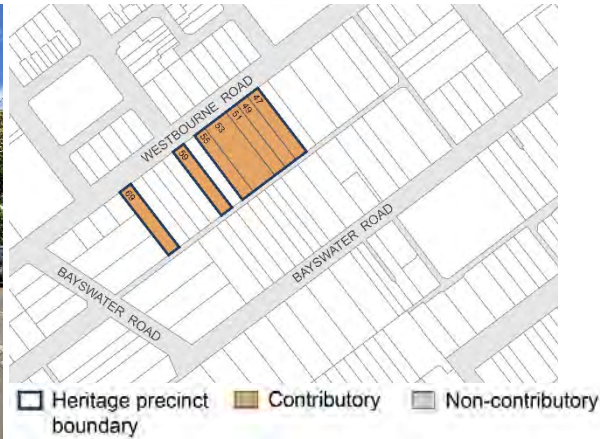 WESTBOURNE ROAD
47
49
51
53
55
59
69
BAYSWATER ROAD
BAYSWATER ROAD
Heritage precinct boundary
Contributory
Non-contributory